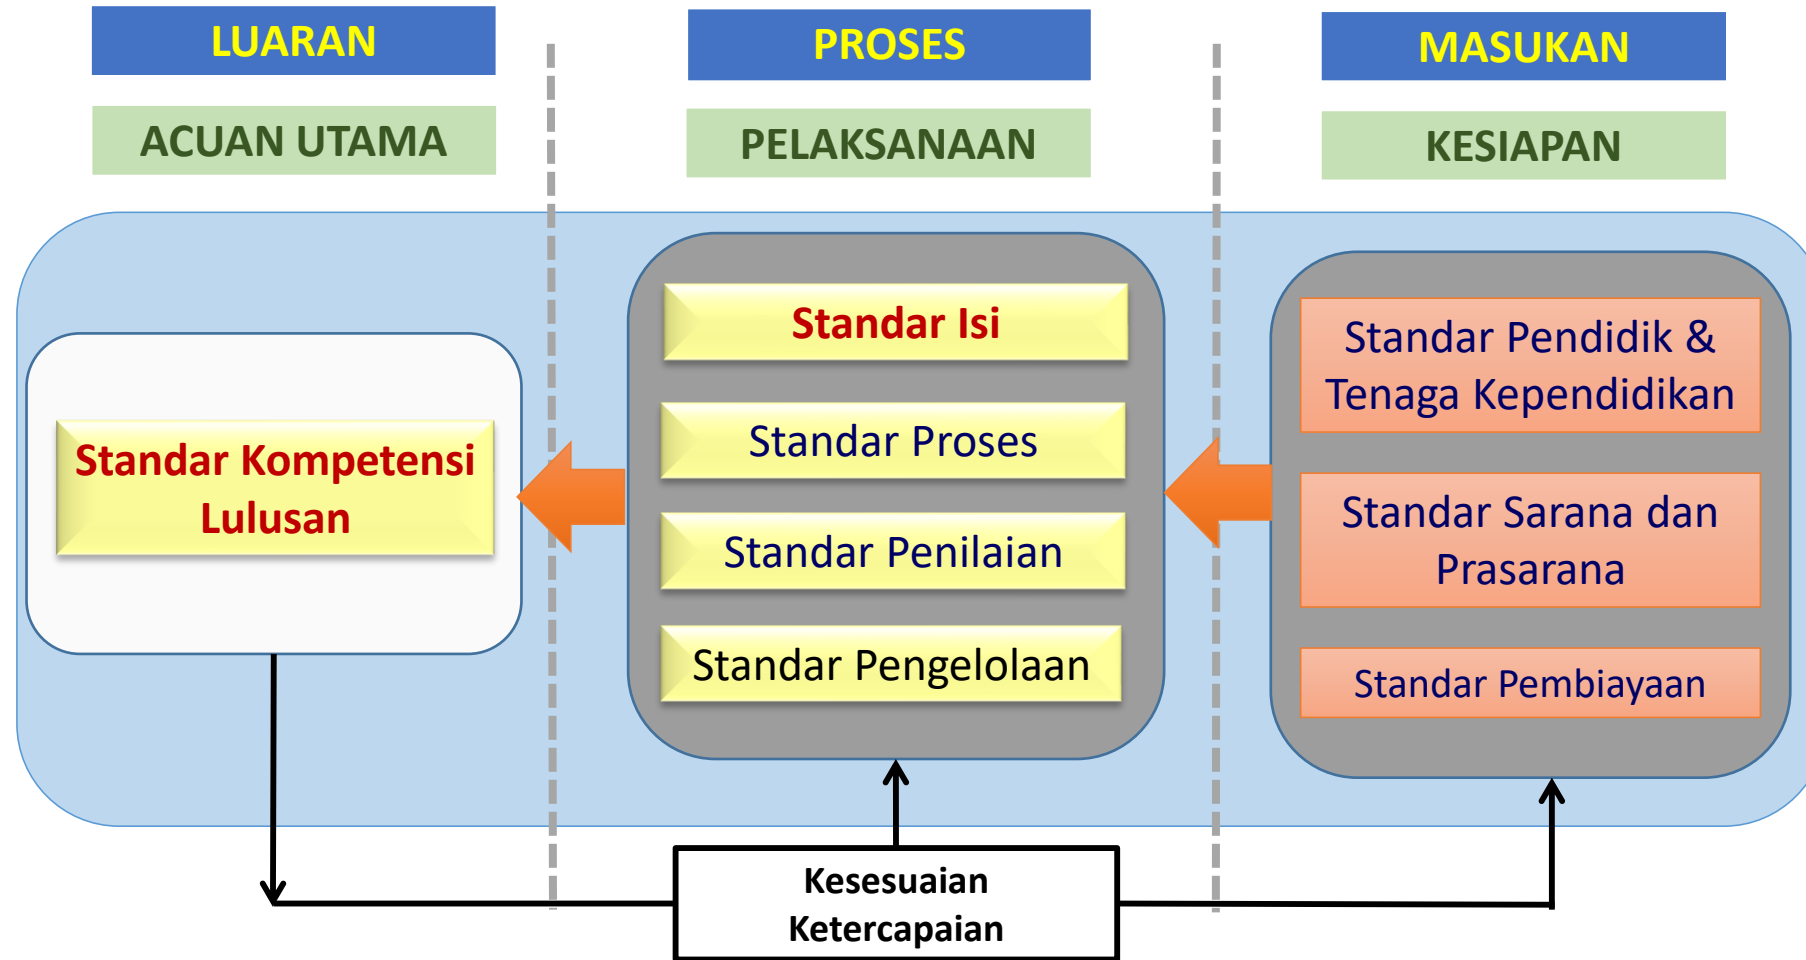 LUARAN
ACUAN UTAMA
Standar Kompetensi
Lulusan
PROSES
PELAKSANAAN
Standar Isi
Standar Proses
Standar Penilaian
Standar Pengelolaan
MASUKAN
KESIAPAN
Standar Pendidik &
Tenaga Kependidikan
Standar Sarana dan
Prasarana
Standar Pembiayaan
Kesesuaian
Ketercapaian